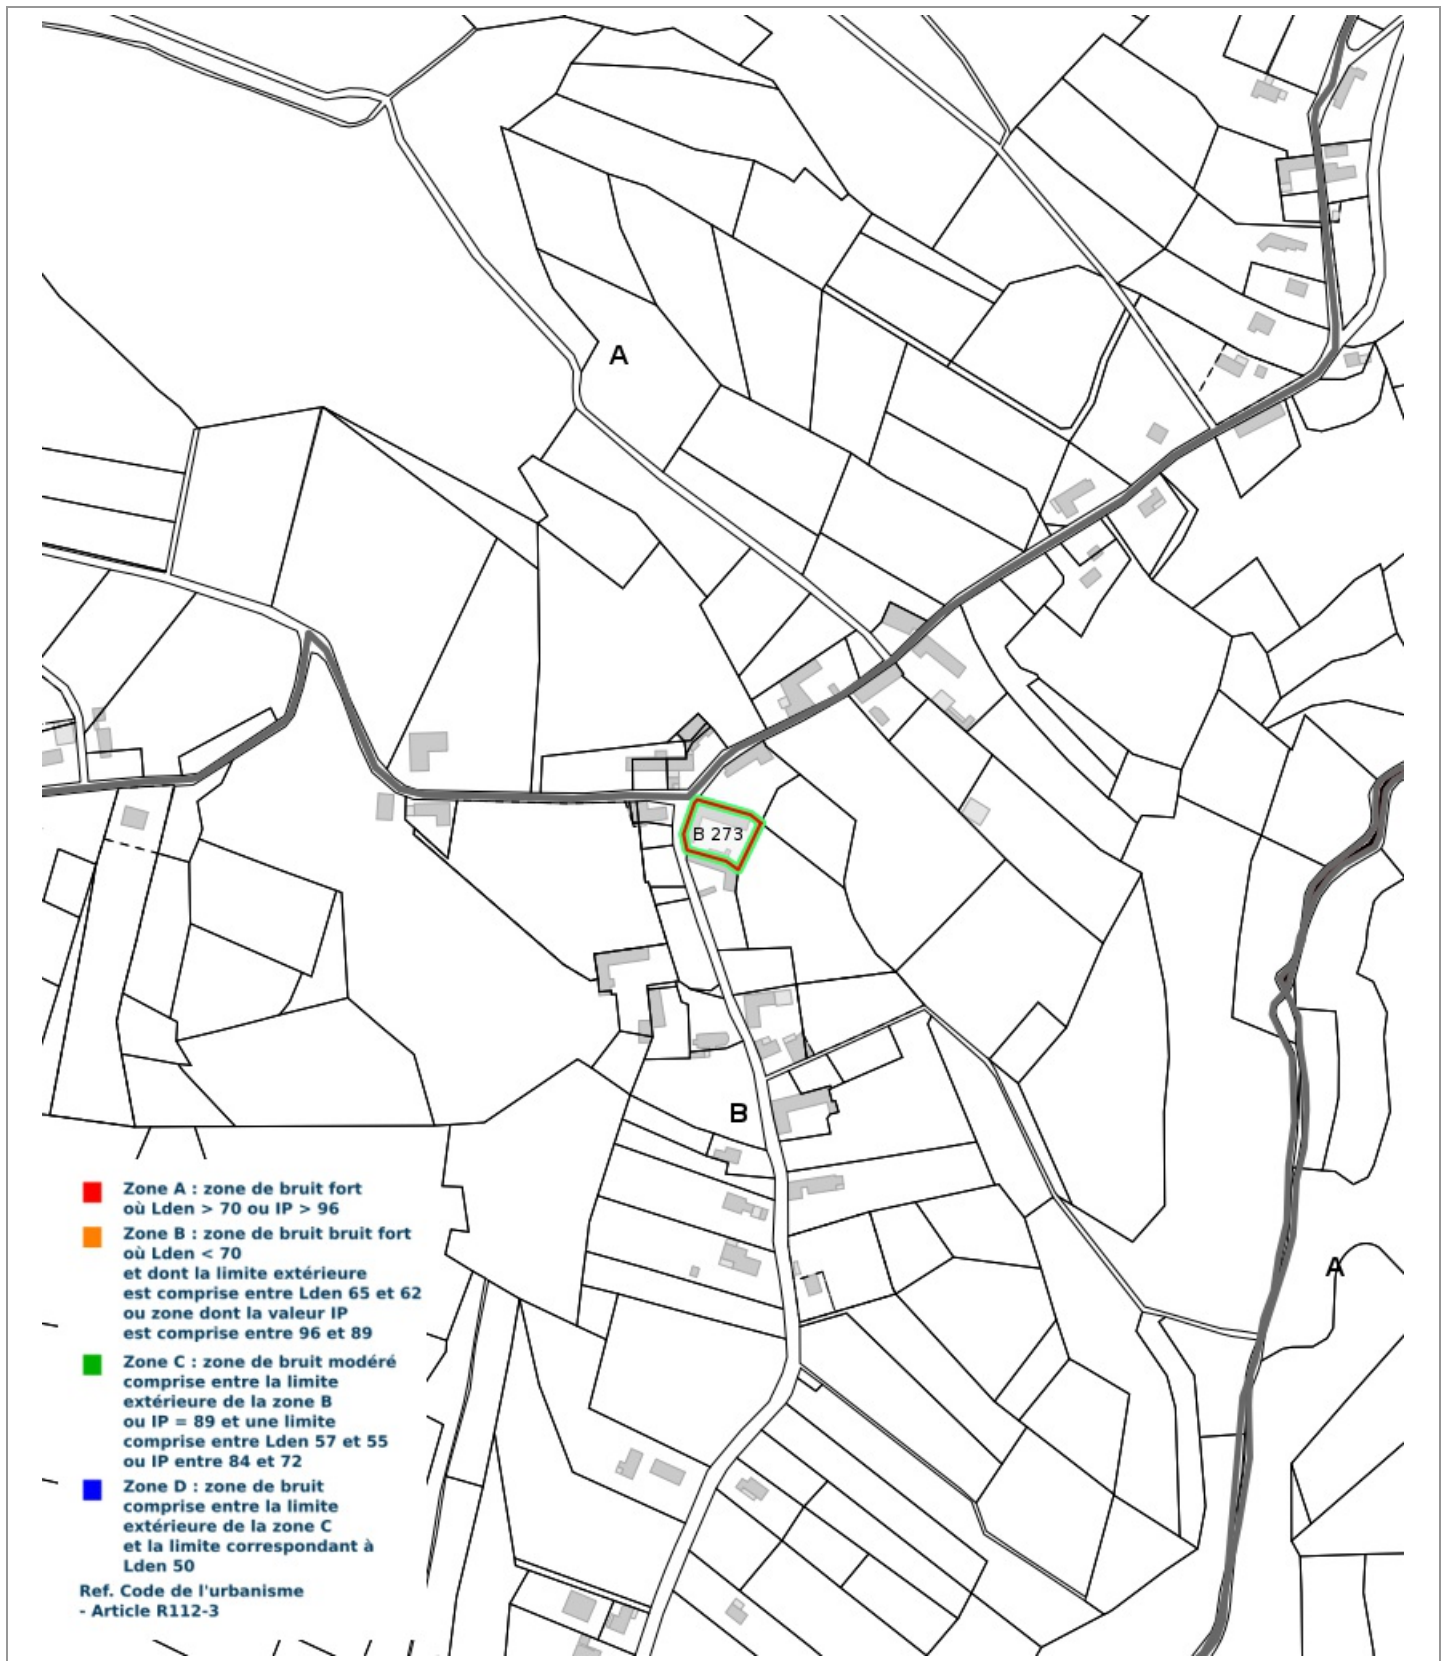 A
B 273
B
A
Zone A : zone de bruit fort
où Lden > 70 ou IP > 96
Zone B : zone de bruit bruit fort
où Lden < 70
et dont la limite extérieure
est comprise entre Lden 65 et 62
ou zone dont la valeur IP
est comprise entre 96 et 89
Zone C : zone de bruit modéré
comprise entre la limite
extérieure de la zone B
ou IP = 89 et une limite
comprise entre Lden 57 et 55
ou IP entre 84 et 72
Zone D : zone de bruit
comprise entre la limite
extérieure de la zone C
et la limite correspondant à
Lden 50
Ref. Code de l'urbanisme
- Article R112-3